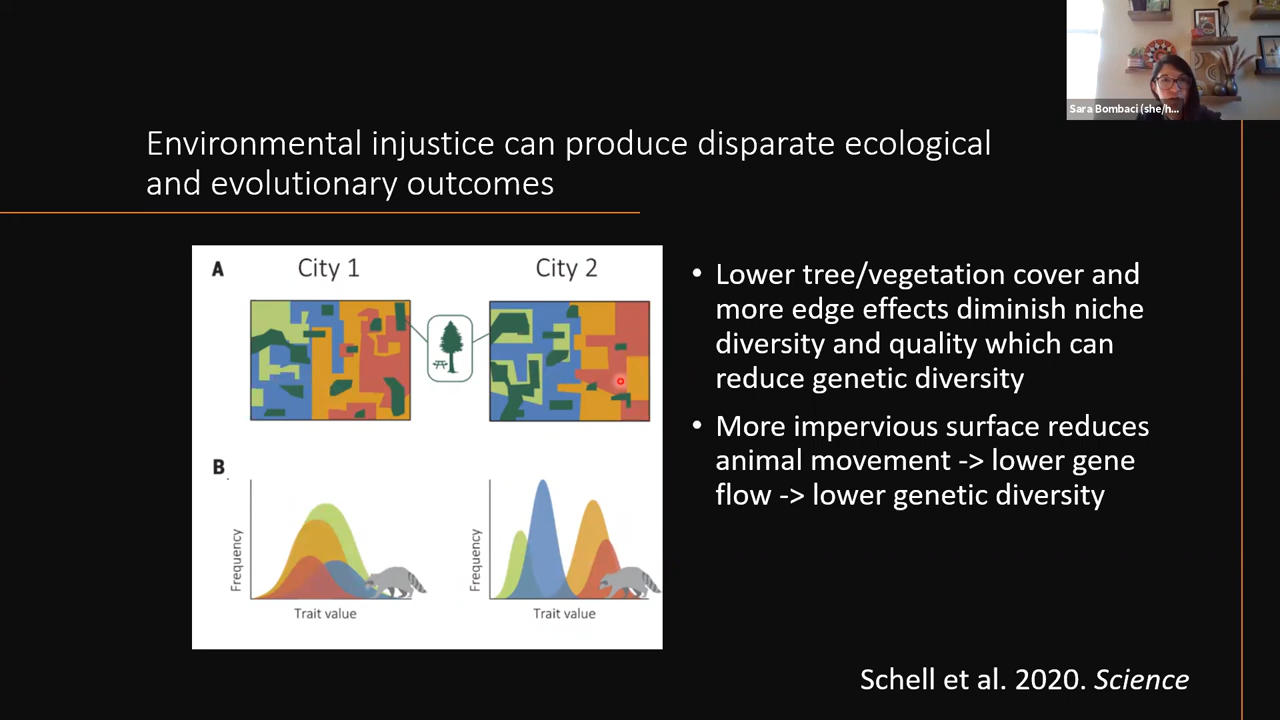 Sara Bombaci (she/h...
Environmental injustice can produce disparate ecological
and evolutionary outcomes
A
City 1
City 2
B
Frequency
Trait value
Frequency
Trait value
• Lower tree/vegetation cover and
more edge effects diminish niche
diversity and quality which can
reduce genetic diversity
• More impervious surface reduces
animal movement -> lower gene
flow -> lower genetic diversity
Schell et al. 2020. Science